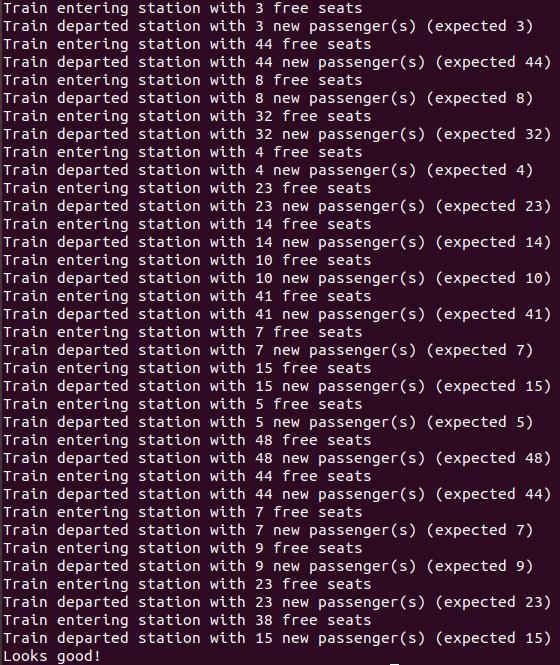 Train entering station with 3 free seats
Train departed station with 3 new passenger(s) (expected 3)
Train entering station with 44 free seats
Train departed station with 44 new passenger(s) (expected 44)
Train entering station with 8 free seats
Train departed station with 8 new passenger(s) (expected 8)
Train entering station with 32 free seats
Train departed station with 32 new passenger(s) (expected 32)
Train entering station with 4 free seats
Train departed station with 4 new passenger(s) (expected 4)
Train entering station with 23 free seats
Train departed station with 23 new passenger(s) (expected 23)
Train entering station with 14 free seats
Train departed station with 14 new passenger(s) (expected 14)
Train entering station with 10 free seats
Train departed station with 10 new passenger(s) (expected 10)
Train entering station with 41 free seats
Train departed station with 41 new passenger(s) (expected 41)
Train entering station with 7 free seats
Train departed station with 7 new passenger(s) (expected 7)
Train entering station with 15 free seats
Train departed station with 15 new passenger(s) (expected 15)
Train entering station with 5 free seats
Train departed station with 5 new passenger(s) (expected 5)
Train entering station with 48 free seats
Train departed station with 48 new passenger(s) (expected 48)
Train entering station with 44 free seats
Train departed station with 44 new passenger(s) (expected 44)
Train entering station with 7 free seats
Train departed station with 7 new passenger(s) (expected 7)
Train entering station with 9 free seats
Train departed station with 9 new passenger(s) (expected 9)
Train entering station with 23 free seats
Train departed station with 23 new passenger(s) (expected 23)
Train entering station with 38 free seats
Train departed station with 15 new passenger(s) (expected 15)
Looks good!